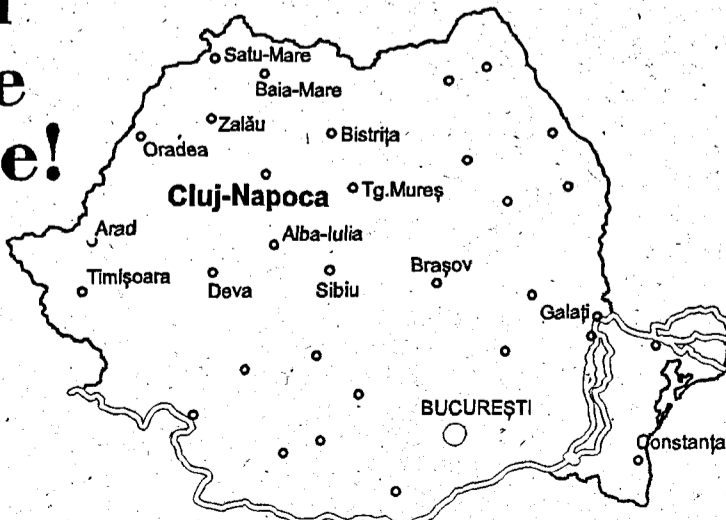 e
e!
Satu-Mare
Baia-Mare
Zalău
Oradea
Bistrița
Cluj-Napoca
Tg.Mureș
Arad
Alba-Iulia
Timișoara
Deva
Sibiu
Brașov
Galați
BUCUREȘTI
Constanța